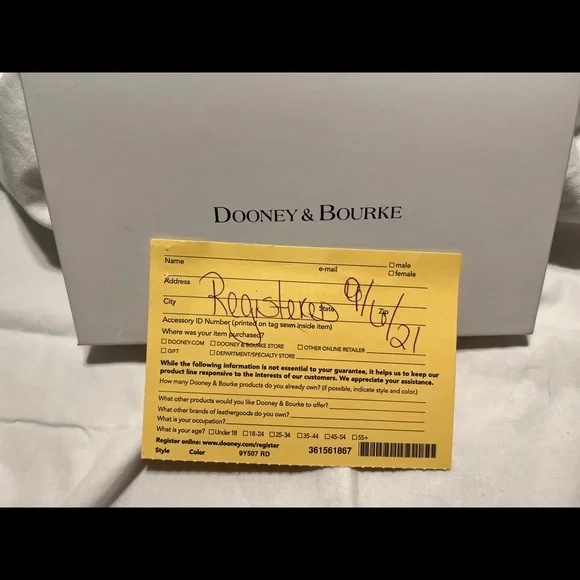 DOONEY & BOURKE
Name e-mail □ male
□ female
Address
City State Zip
Registered 9/6/21
Accessory ID Number (printed on tag sewn inside item)
Where was your item purchased?
□ DOONEY.COM □ DOONEY & BOURKE STORE □ OTHER ONLINE RETAILER
□ GIFT □ DEPARTMENT/SPECIALTY STORE
While the following information is not essential to your guarantee, it helps us to keep our
product line responsive to the interests of our customers. We appreciate your assistance.
How many Dooney & Bourke products do you already own? (if possible, indicate style and color)
What other products would you like Dooney & Bourke to offer?
What other brands of leathergoods do you own?
What is your occupation?
What is your age? □ Under 18 □ 18-24 □ 25-34 □ 35-44 □ 45-54 □ 55+
Register online: www.dooney.com/register
Style Color 9Y507 RD 361561867